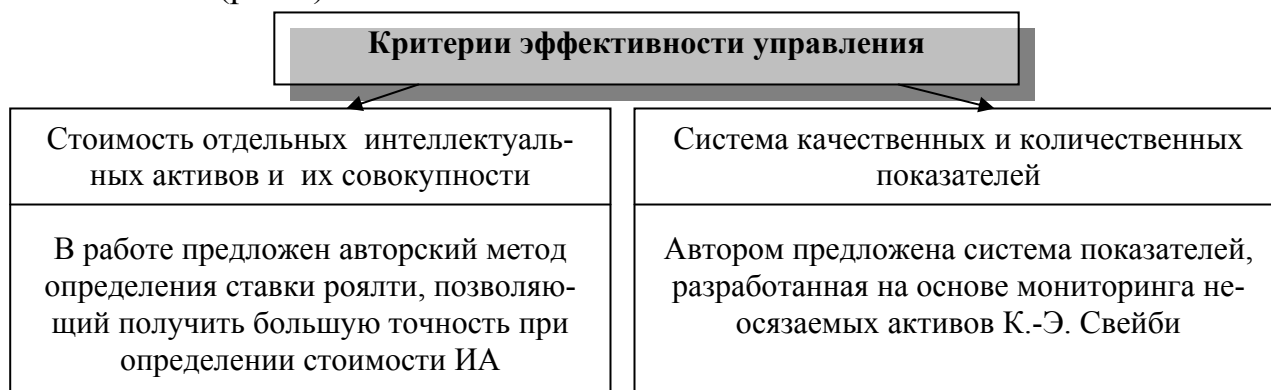 Критерии эффективности управления
Стоимость отдельных интеллектуаль-
ных активов и их совокупности
Система качественных и количественных
показателей
В работе предложен авторский метод
определения ставки роялти, позволяю-
щий получить большую точность при
определении стоимости ИА
Автором предложена система показателей,
разработанная на основе мониторинга не-
осязаемых активов К.-Э. Свейби